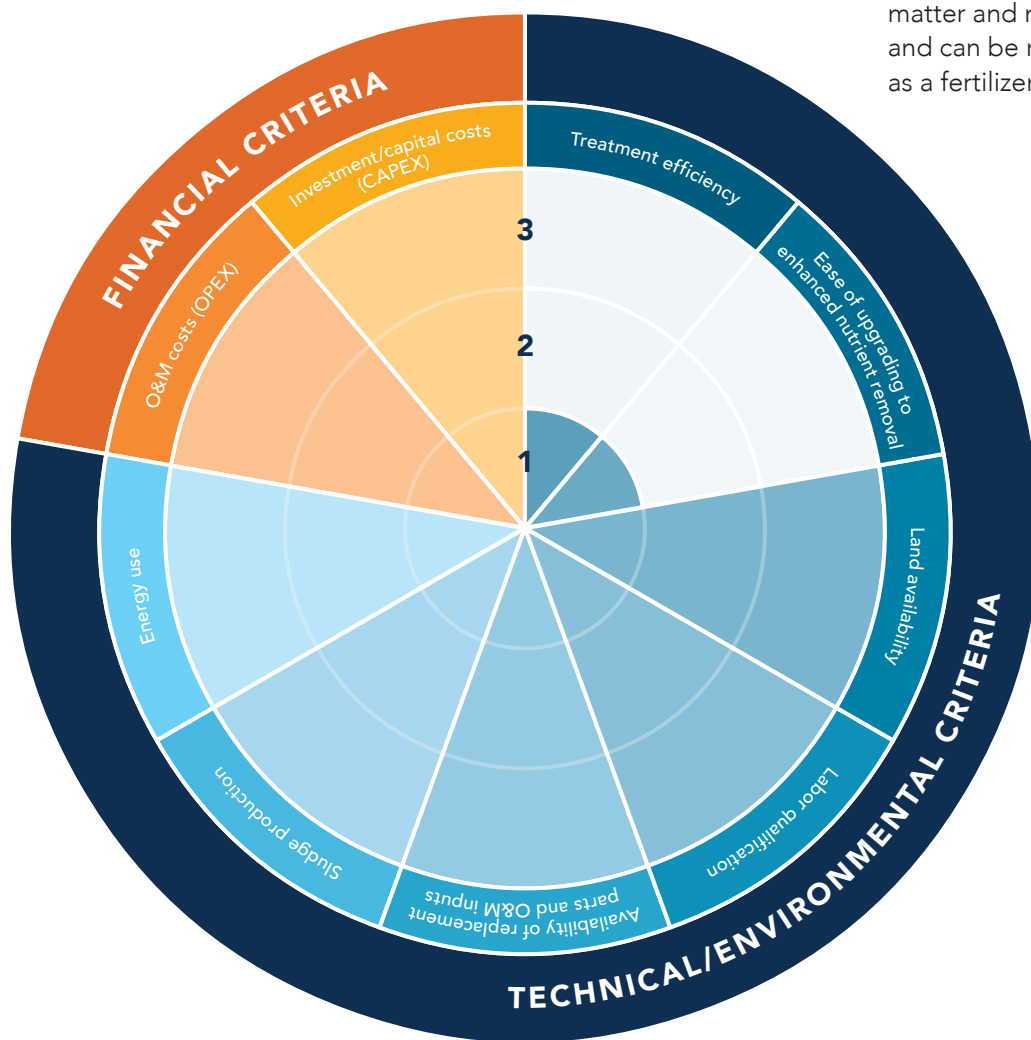 matter and
and can be
as a fertilizer
FINANCIAL CRITERIA
Investment/capital costs
(CAPEX)
O&M costs (OPEX)
Treatment efficiency
Ease of upgrading to
enhanced nutrient removal
Land availability
Labor qualification
Availability of replacement
parts and O&M inputs
Sludge production
Energy use
3
2
1
TECHNICAL/ENVIRONMENTAL CRITERIA